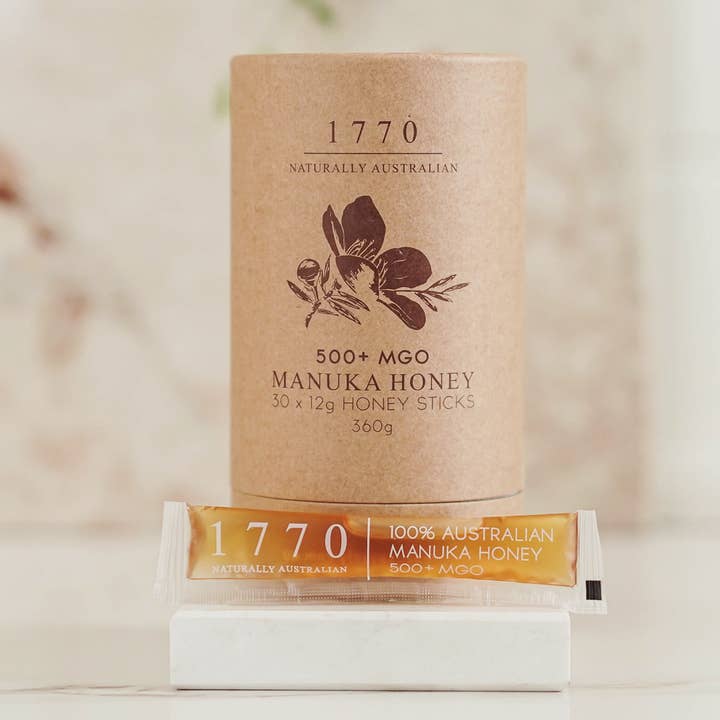 1770
NATURALLY AUSTRALIAN
500+ MGO
MANUKA HONEY
30 x 12g HONEY STICKS
360g
1770
NATURALLY AUSTRALIAN
100% AUSTRALIAN
MANUKA HONEY
500+ MGO